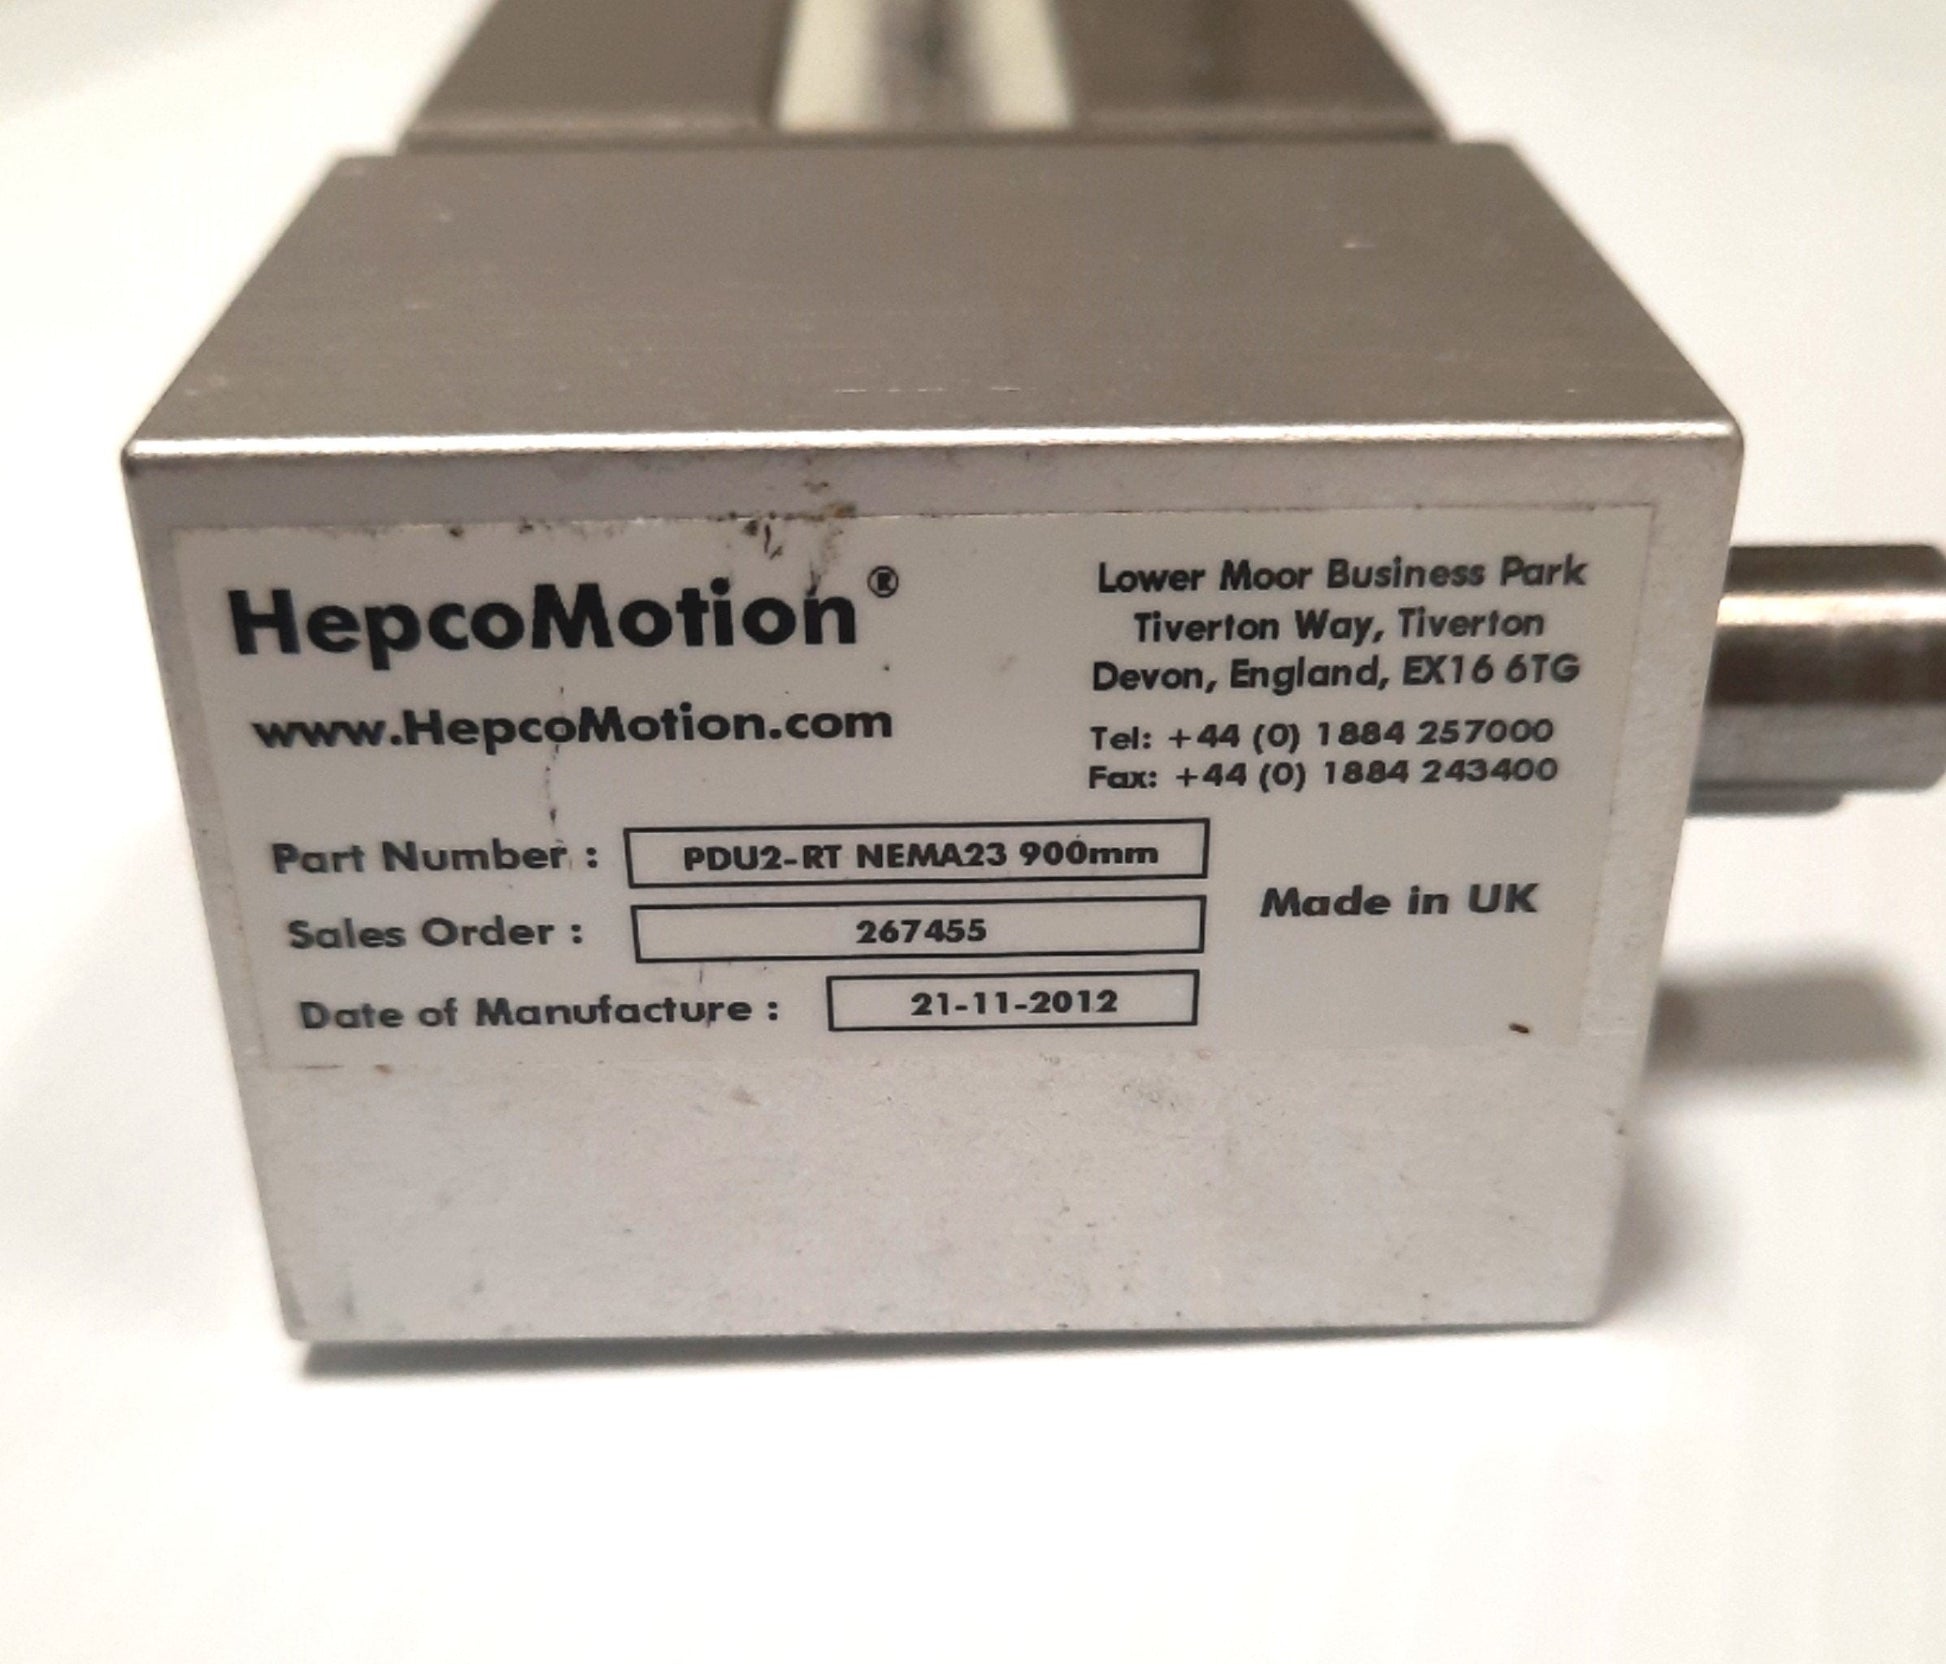 HepcoMotion®
www.HepcoMotion.com
Lower Moor Business Park
Tiverton Way, Tiverton
Devon, England, EX16 6TG
Tel: +44 (0) 1884 257000
Fax: +44 (0) 1884 243400
Part Number : PDU2-RT NEMA23 900mm
Sales Order : 267455
Made in UK
Date of Manufacture : 21-11-2012